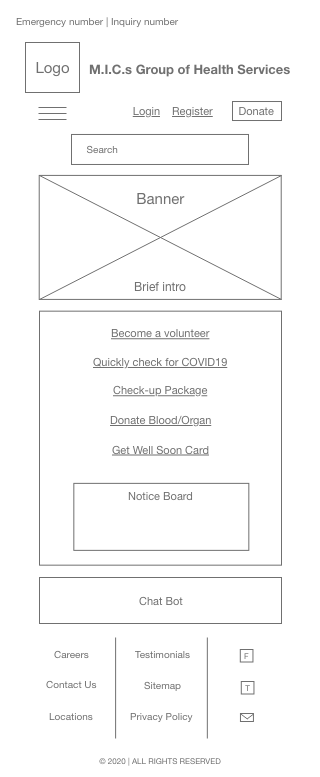 Emergency number | Inquiry number
Logo
M.I.C.s Group of Health Services
Login Register Donate
Search
Banner
Brief intro
Become a volunteer
Quickly check for COVID19
Check-up Package
Donate Blood/Organ
Get Well Soon Card
Notice Board
Chat Bot
Careers Testimonials F
Contact Us Sitemap T
Locations Privacy Policy
© 2020 | ALL RIGHTS RESERVED